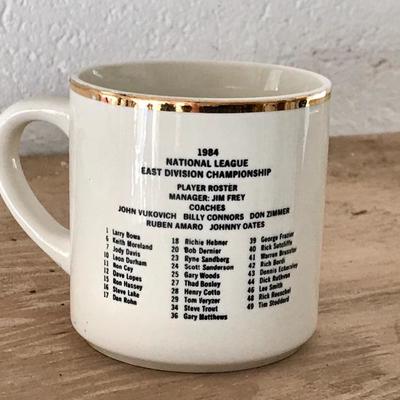 1984
NATIONAL LEAGUE
EAST DIVISION CHAMPIONSHIP
PLAYER ROSTER
MANAGER: JIM FREY
COACHES
JOHN VUKOVICH BILLY CONNORS DON ZIMMER
RUBEN AMARO JOHNNY OATES
1 Larry Bowa
6 Keith Moreland
7 Jody Davis
10 Leon Durham
11 Ron Cey
12 Dave Lopes
15 Ron Hassey
16 Steve Lake
17 Dan Rohn
18 Richie Hebner
20 Bob Dernier
23 Ryne Sandberg
24 Scott Sanderson
25 Gary Woods
27 Thad Bosley
28 Henry Cotto
29 Tom Veryzer
34 Steve Trout
36 Gary Matthews
39 George Frazier
40 Rick Sutcliffe
41 Warren Brusstar
42 Rich Bordi
43 Dennis Eckersley
44 Dick Ruthven
46 Lee Smith
48 Rick Reuschel
49 Tim Stoddard